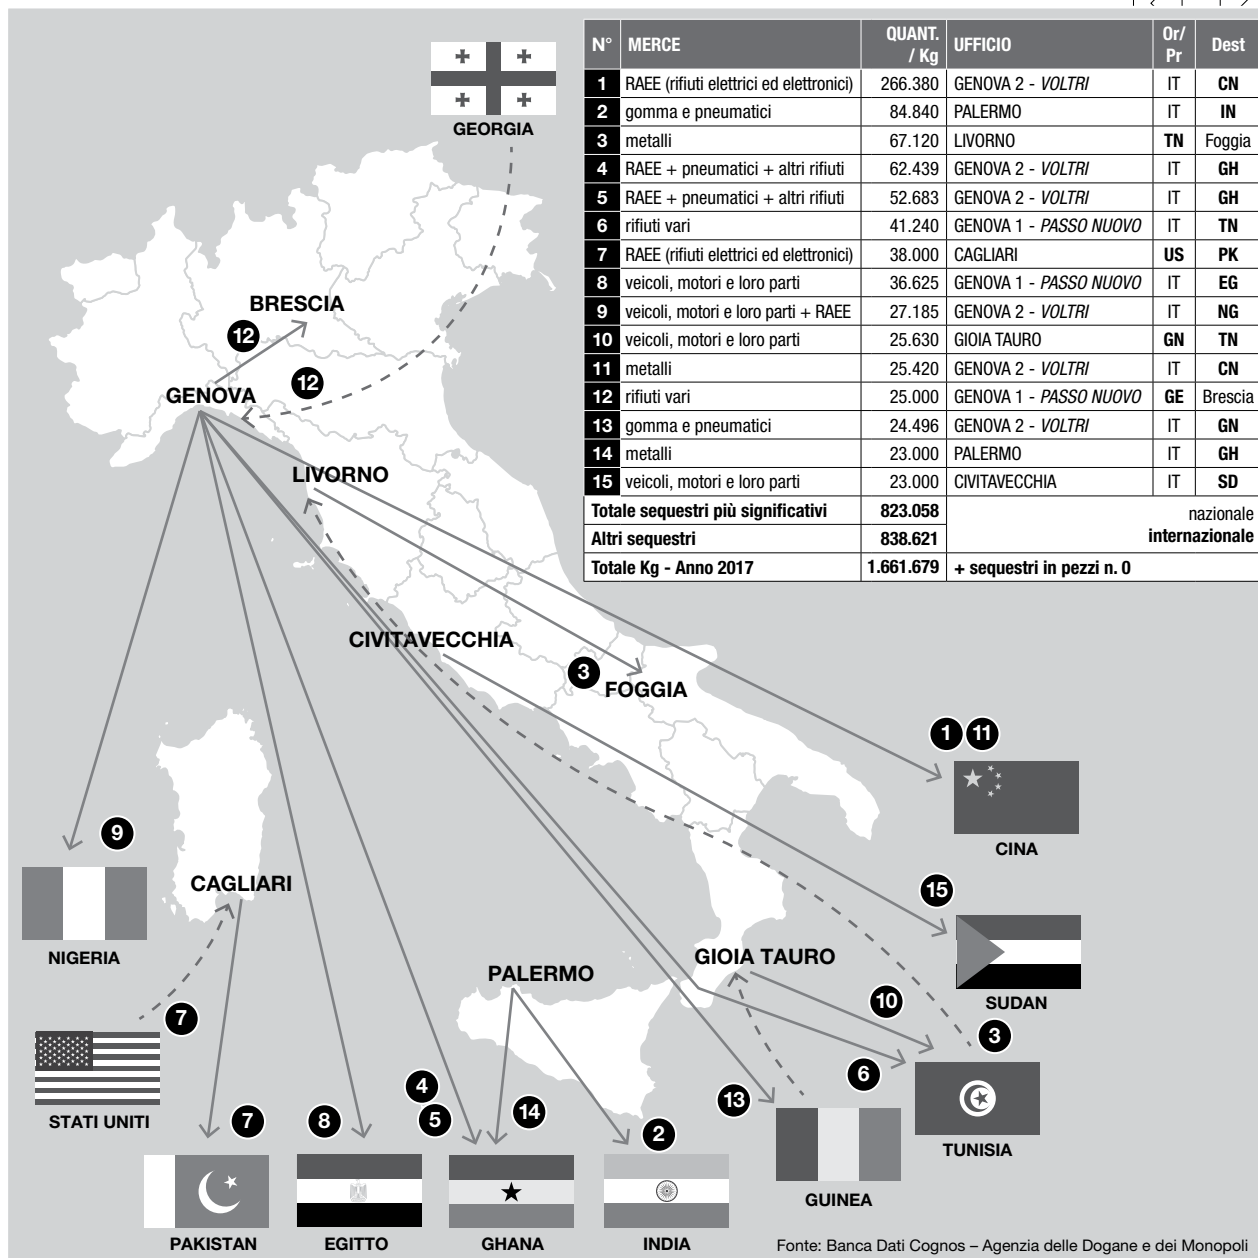 N° MERCE QUANT. / Kg UFFICIO Or/ Pr Dest
1 RAEE (rifiuti elettrici ed elettronici) 266.380 GENOVA 2 - VOLTRI IT CN
2 gomma e pneumatici 84.840 PALERMO IT IN
3 metalli 67.120 LIVORNO TN Foggia
4 RAEE + pneumatici + altri rifiuti 62.439 GENOVA 2 - VOLTRI IT GH
5 RAEE + pneumatici + altri rifiuti 52.683 GENOVA 2 - VOLTRI IT GH
6 rifiuti vari 41.240 GENOVA 1 - PASSO NUOVO IT TN
7 RAEE (rifiuti elettrici ed elettronici) 38.000 CAGLIARI US PK
8 veicoli, motori e loro parti 36.625 GENOVA 1 - PASSO NUOVO IT EG
9 veicoli, motori e loro parti + RAEE 27.185 GENOVA 2 - VOLTRI IT NG
10 veicoli, motori e loro parti 25.630 GIOIA TAURO GN TN
11 metalli 25.420 GENOVA 2 - VOLTRI IT CN
12 rifiuti vari 25.000 GENOVA 1 - PASSO NUOVO GE Brescia
13 gomma e pneumatici 24.496 GENOVA 2 - VOLTRI IT GN
14 metalli 23.000 PALERMO IT GH
15 veicoli, motori e loro parti 23.000 CIVITAVECCHIA IT SD
Totale sequestri più significativi 823.058 nazionale
Altri sequestri 838.621 internazionale
Totale Kg - Anno 2017 1.661.679 + sequestri in pezzi n. 0
GEORGIA
BRESCIA
12
12
GENOVA
LIVORNO
CIVITAVECCHIA
3
FOGGIA
1 11
CINA
9
NIGERIA
CAGLIARI
15
SUDAN
GIOIA TAURO
PALERMO
10
7
3
STATI UNITI
6
TUNISIA
4
5
13
14
7
8
2
GUINEA
PAKISTAN
EGITTO
GHANA
INDIA
Fonte: Banca Dati Cognos – Agenzia delle Dogane e dei Monopoli